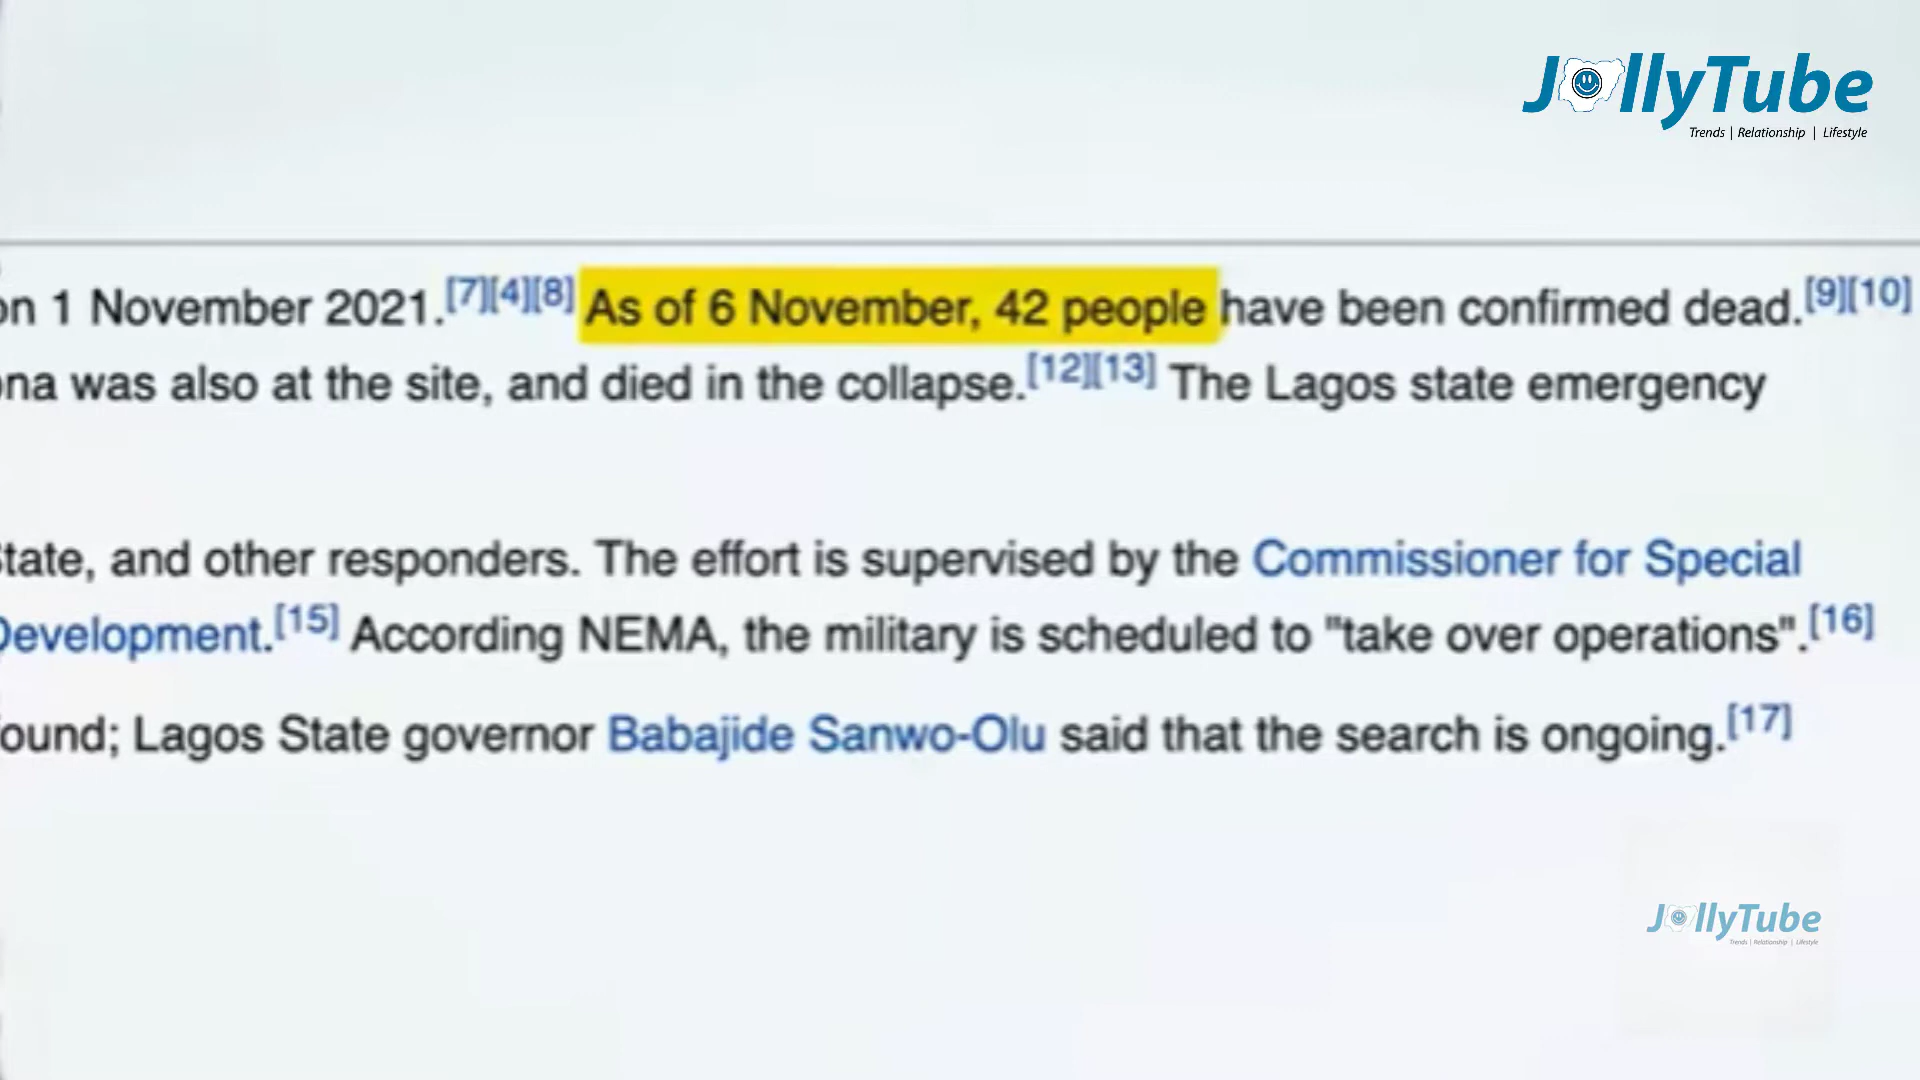 JollyTube
Trends | Relationship | Lifestyle
on 1 November 2021.[7][4][8] As of 6 November, 42 people have been confirmed dead.[9][10]
na was also at the site, and died in the collapse.[12][13] The Lagos state emergency
State, and other responders. The effort is supervised by the Commissioner for Special
Development.[15] According NEMA, the military is scheduled to "take over operations".[16]
ound; Lagos State governor Babajide Sanwo-Olu said that the search is ongoing.[17]
JollyTube
Trends | Relationship | Lifestyle